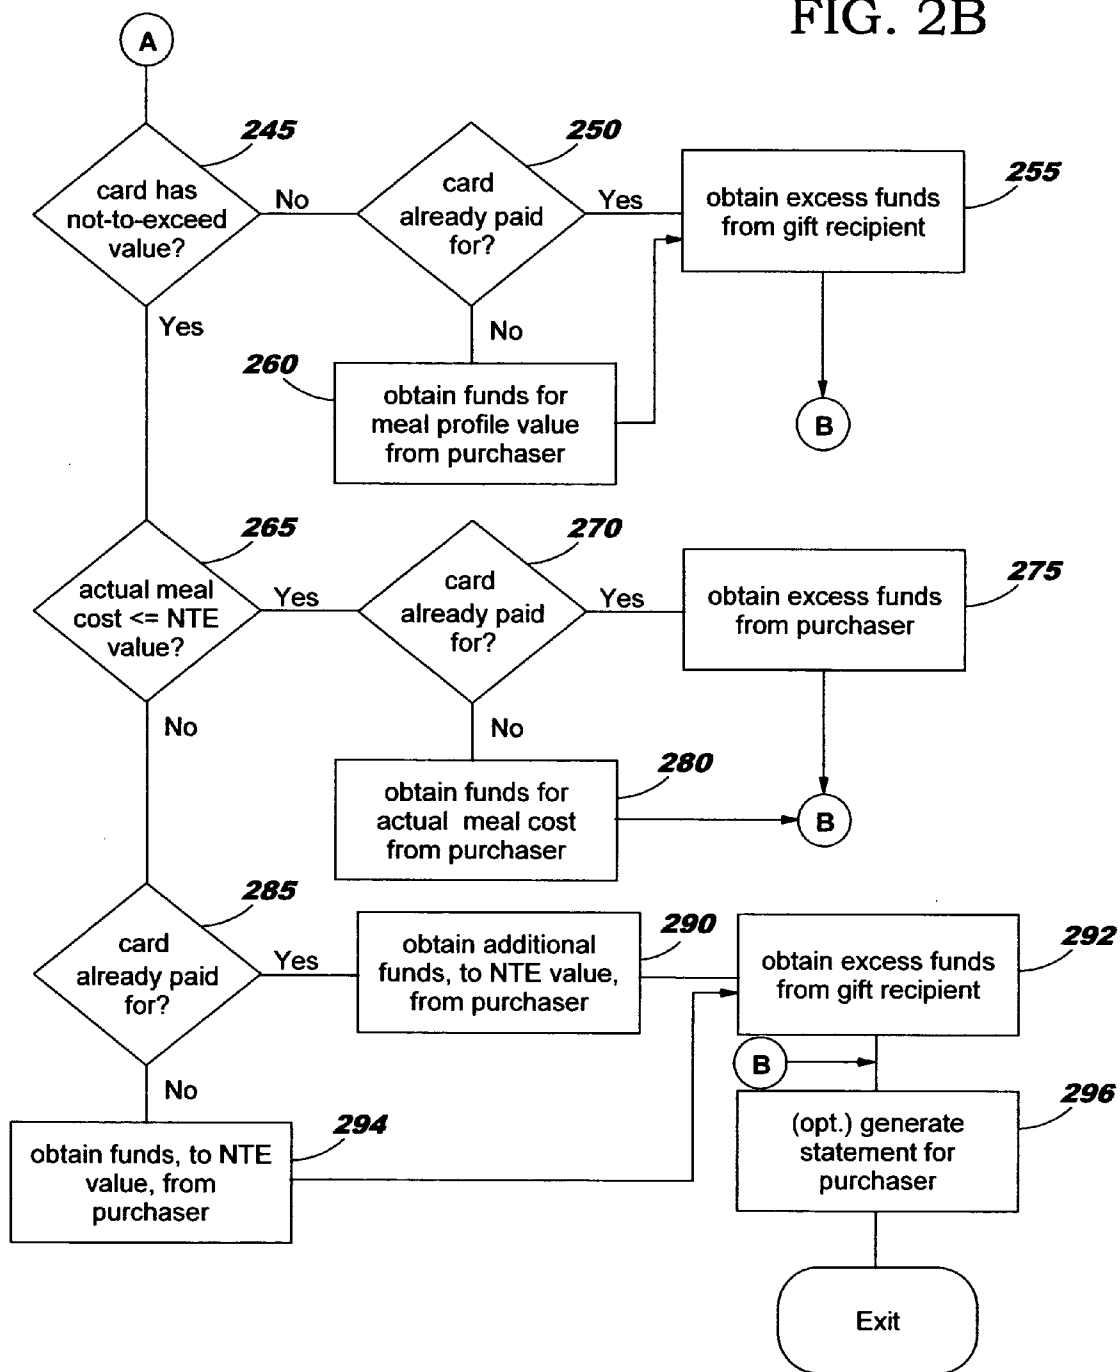 FIG. 2B
A
245
card has
not-to-exceed
value?
No
Yes
250
card
already paid
for?
Yes
No
255
obtain excess funds
from gift recipient
B
260
obtain funds for
meal profile value
from purchaser
265
actual meal
cost <= NTE
value?
Yes
No
270
card
already paid
for?
Yes
No
275
obtain excess funds
from purchaser
B
280
obtain funds for
actual meal cost
from purchaser
285
card
already paid
for?
Yes
No
290
obtain additional
funds, to NTE value,
from purchaser
292
obtain excess funds
from gift recipient
B
294
obtain funds, to NTE
value, from
purchaser
296
(opt.) generate
statement for
purchaser
Exit